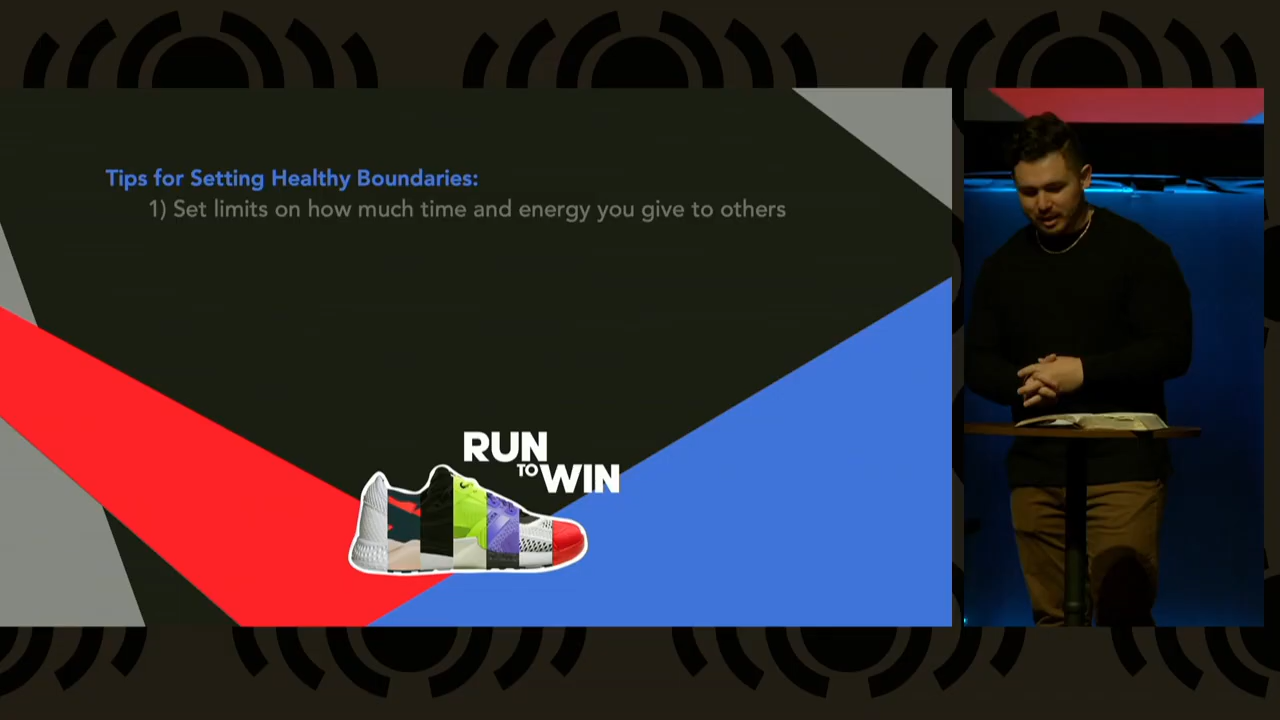 Tips for Setting Healthy Boundaries:
1) Set limits on how much time and energy you give to others
RUN
TO WIN